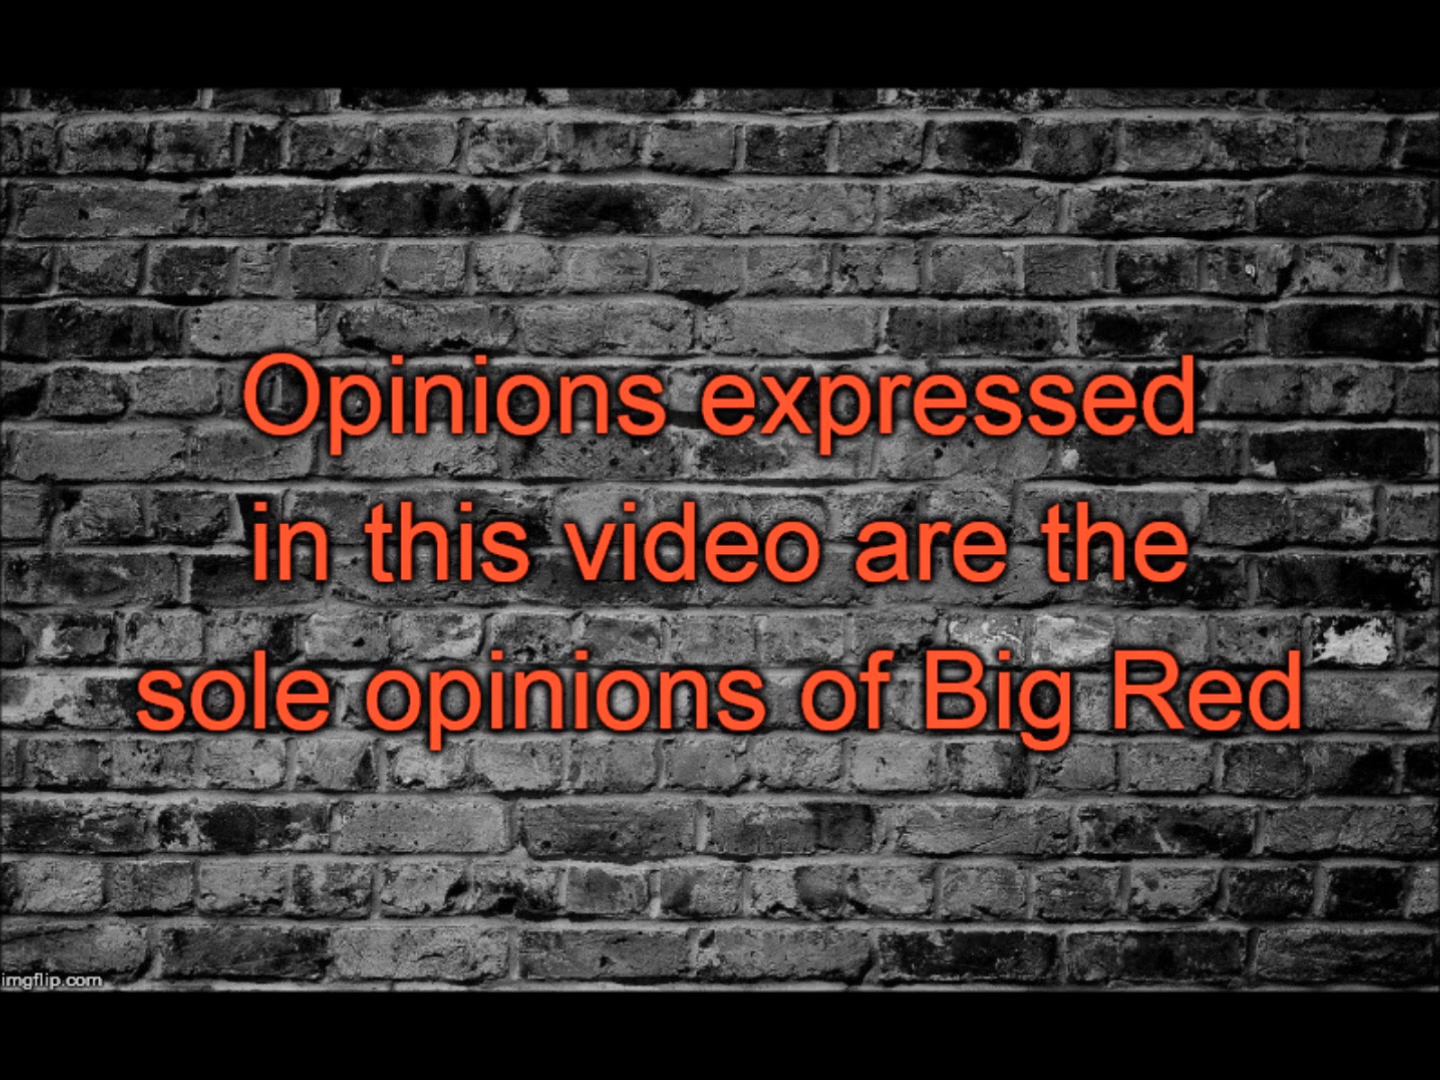 Opinions expressed
in this video are the
sole opinions of Big Red
imgflip.com